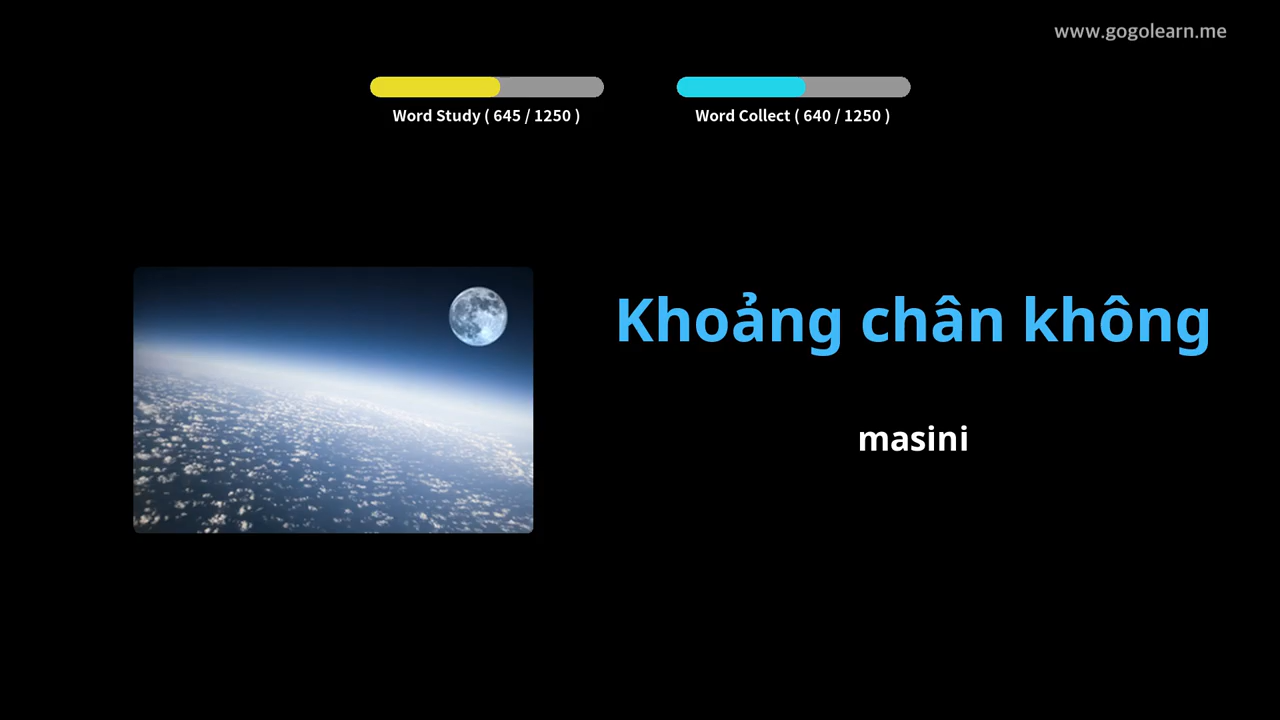 www.gogolearn.me
Word Study ( 645 / 1250 )
Word Collect ( 640 / 1250 )
Khoảng chân không
masini